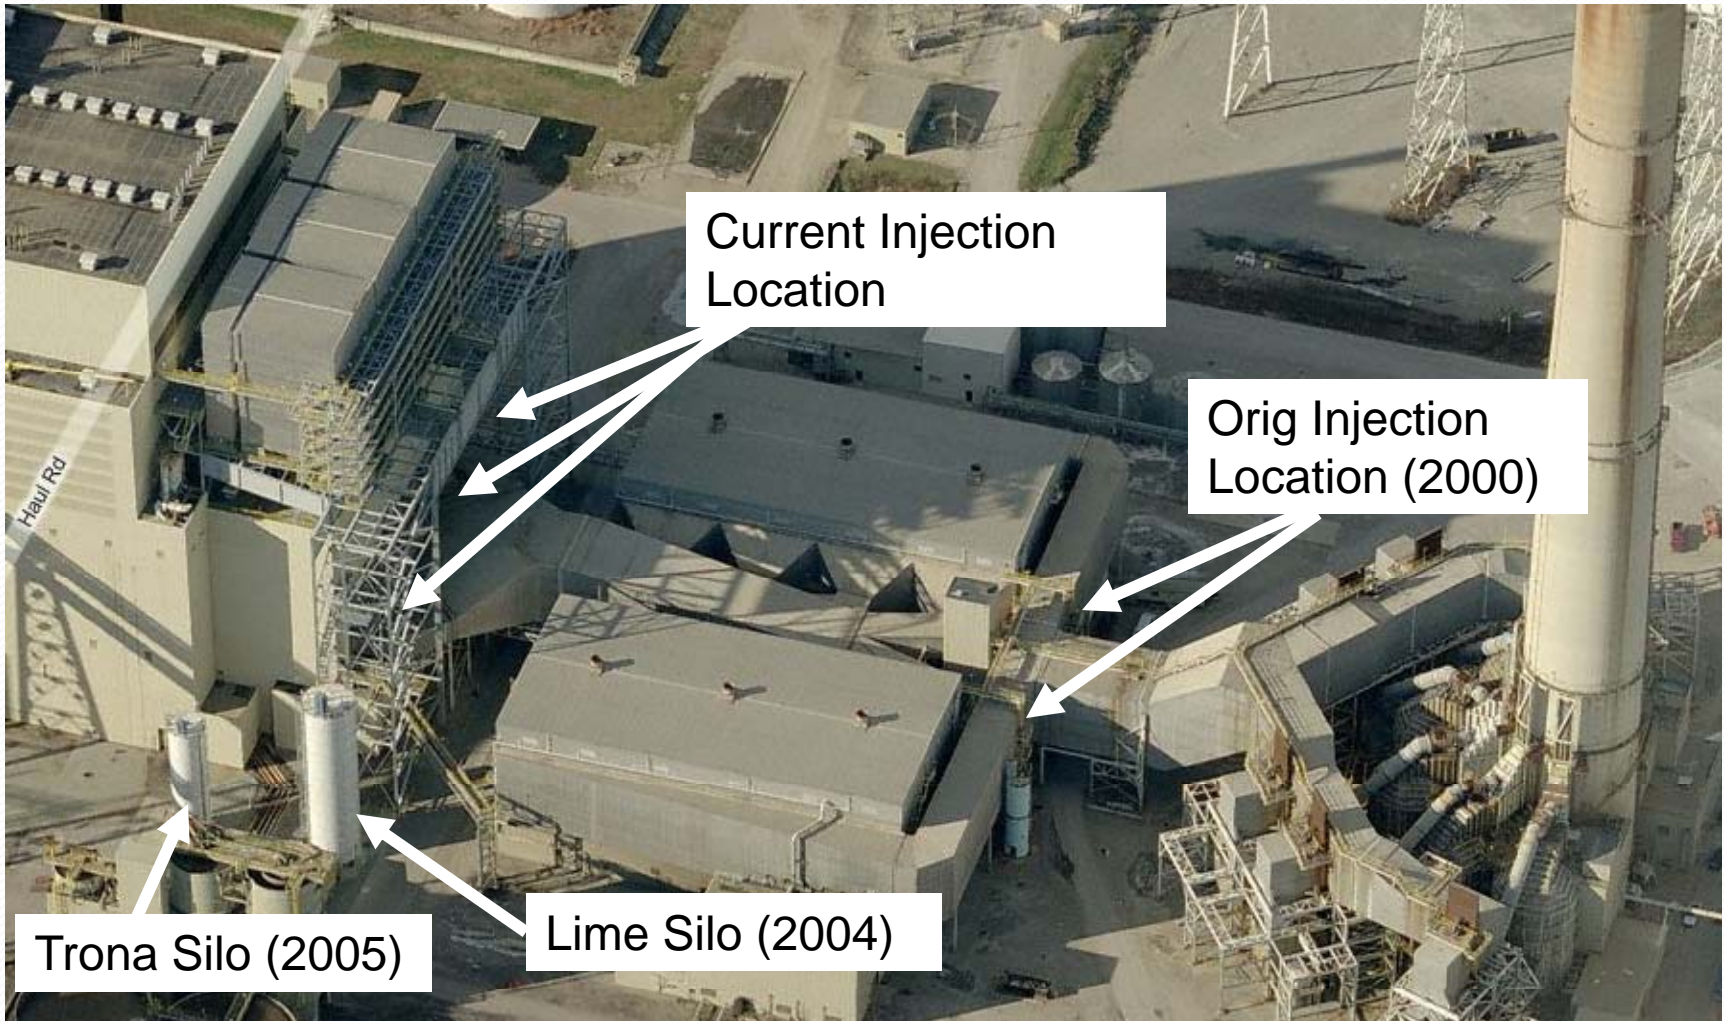 Current Injection
Location
Orig Injection
Location (2000)
Haul Rd
Trona Silo (2005)
Lime Silo (2004)